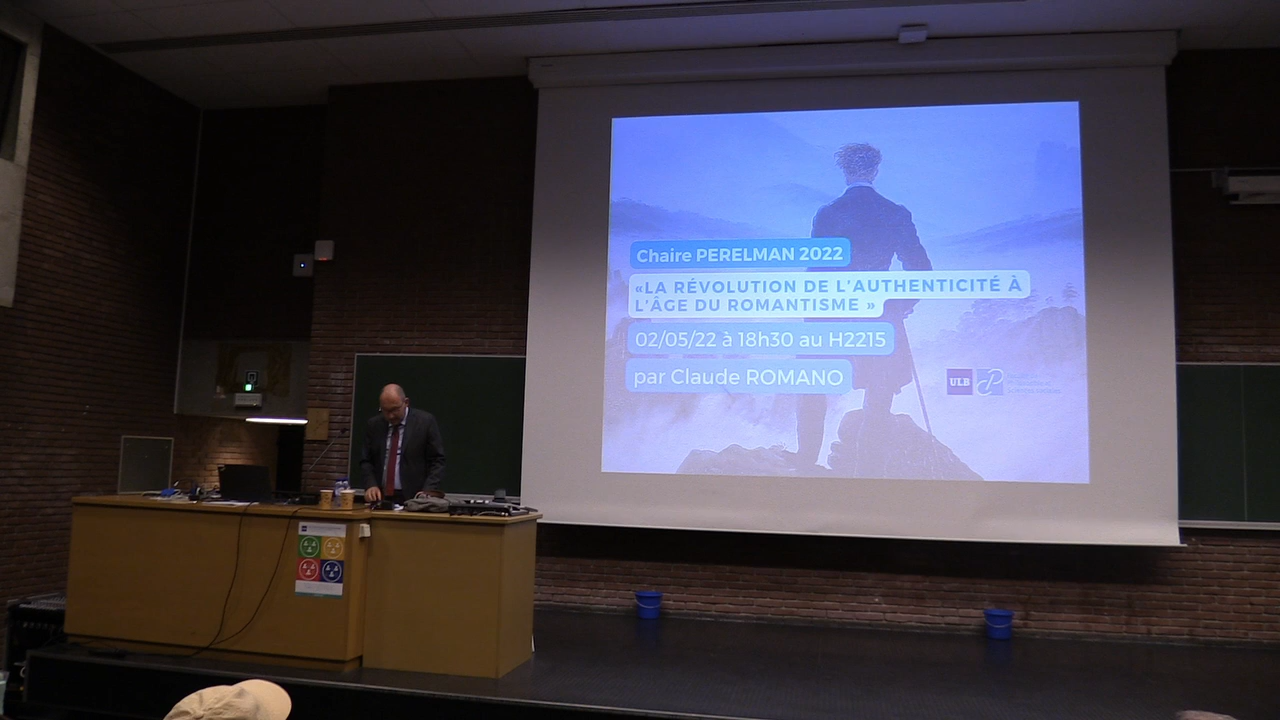 Chaire PERELMAN 2022
«LA RÉVOLUTION DE L'AUTHENTICITÉ À
L'ÂGE DU ROMANTISME »
02/05/22 à 18h30 au H2215
par Claude ROMANO
ULB